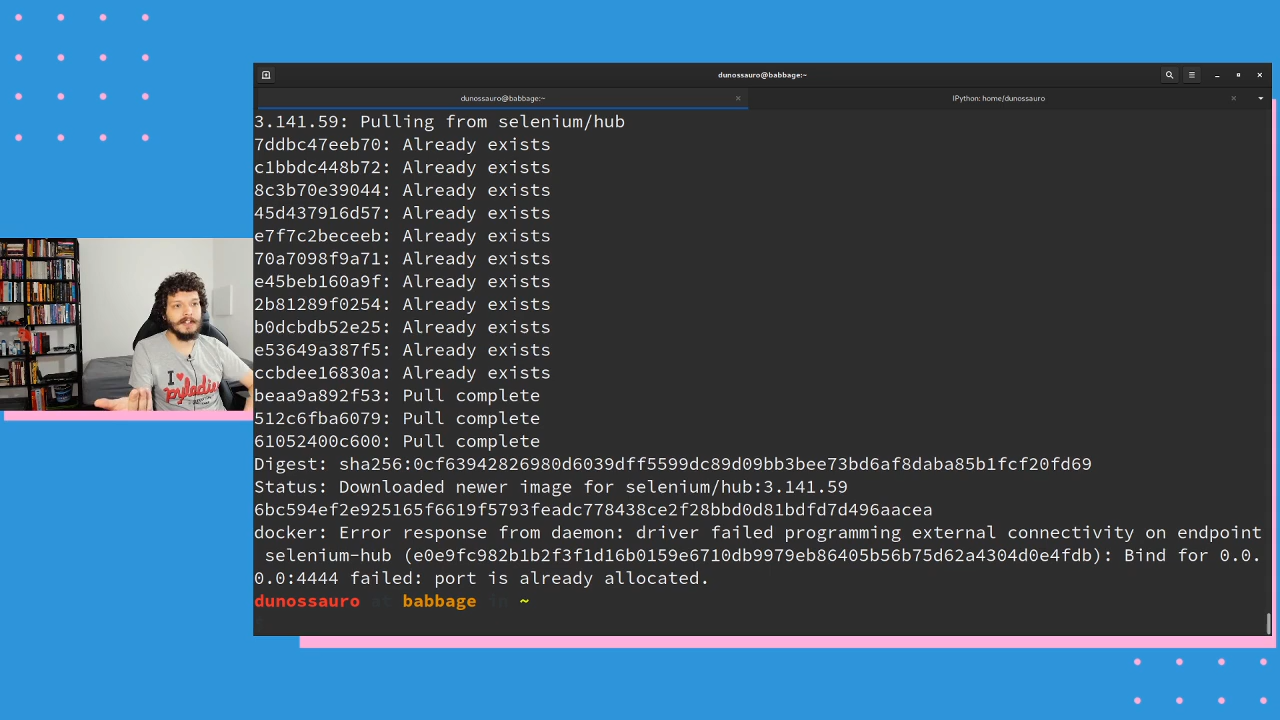 dunossauro@babbage:~
dunossauro@babbage:~
IPython: home/dunossauro
3.141.59: Pulling from selenium/hub
7ddbc47eeb70: Already exists
c1bbdc448b72: Already exists
8c3b70e39044: Already exists
45d437916d57: Already exists
e7f7c2beceeb: Already exists
70a7098f9a71: Already exists
e45beb160a9f: Already exists
2b81289f0254: Already exists
b0dcbdb52e25: Already exists
e53649a387f5: Already exists
ccbdee16830a: Already exists
beaa9a892f53: Pull complete
512c6fba6079: Pull complete
61052400c600: Pull complete
Digest: sha256:0cf63942826980d6039dff5599dc89d09bb3bee73bd6af8daba85b1fcf20fd69
Status: Downloaded newer image for selenium/hub:3.141.59
6bc594ef2e925165f6619f5793feadc778438ce2f28bbd0d81bdfd7d496aacea
docker: Error response from daemon: driver failed programming external connectivity on endpoint
selenium-hub (e0e9fc982b1b2f3f1d16b0159e6710db9979eb86405b56b75d62a4304d0e4fdb): Bind for 0.0.
0.0:4444 failed: port is already allocated.
dunossauro at babbage in ~
I ♥
pyladies